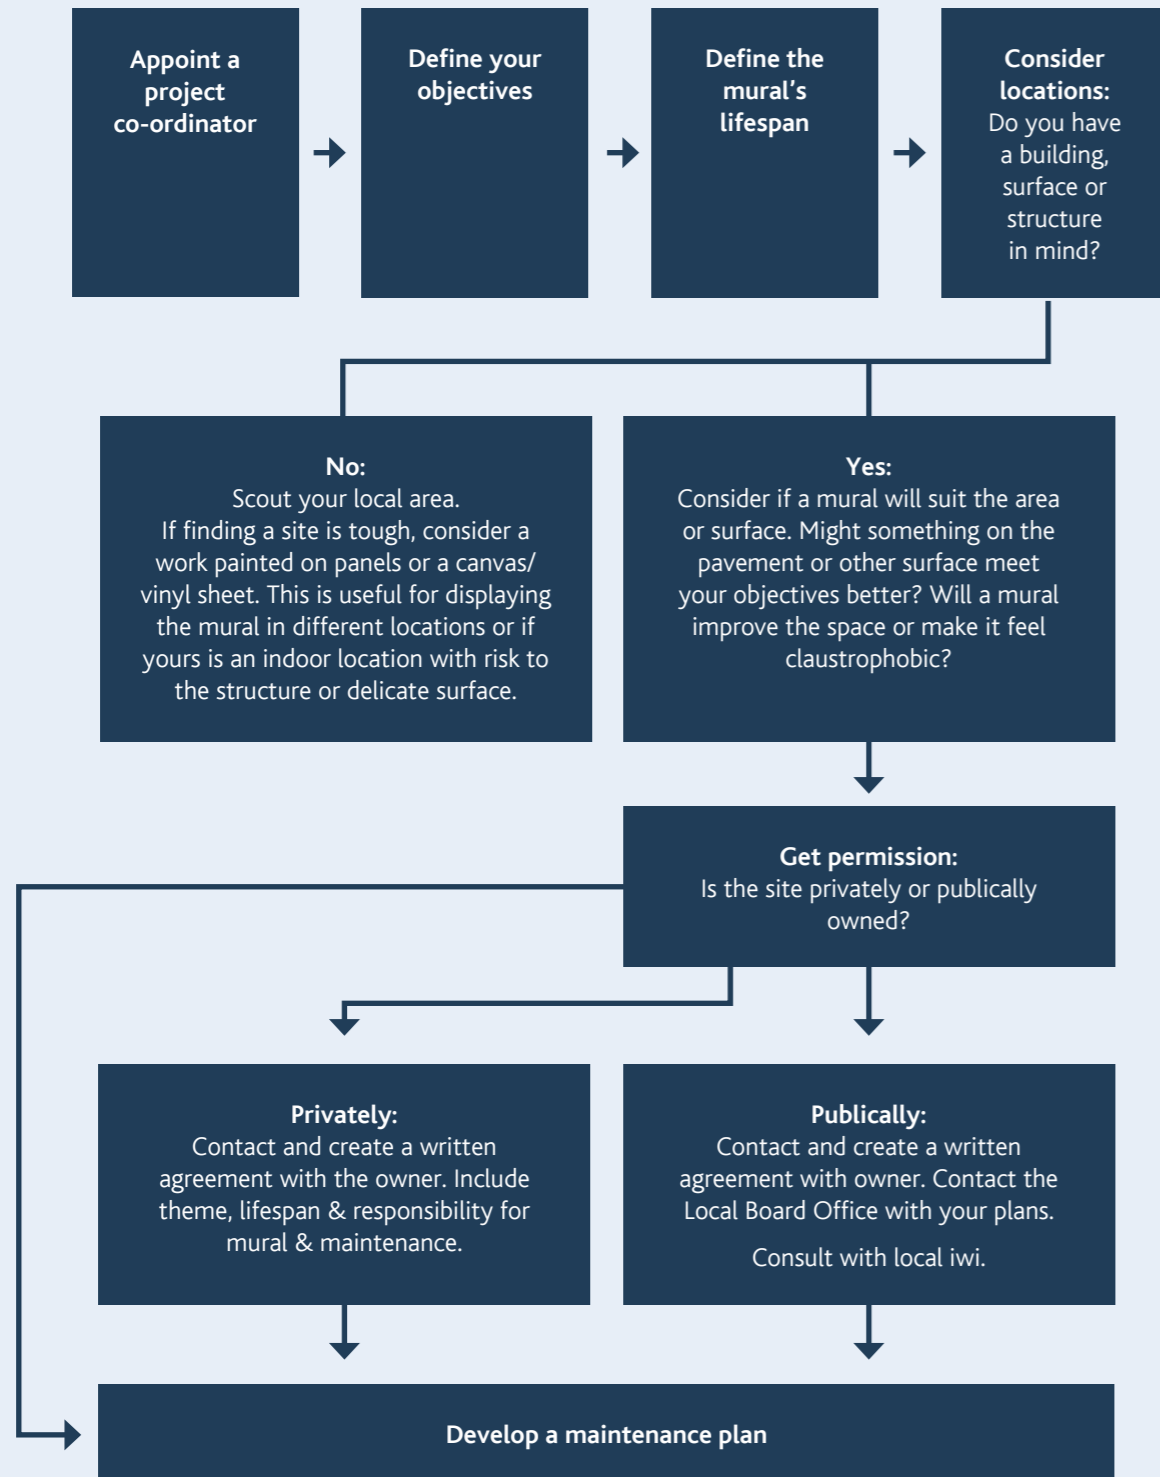 Appoint a
project
co-ordinator
Define your
objectives
Define the
mural's
lifespan
Consider
locations:
Do you have
a building,
surface or
structure
in mind?
No:
Scout your local area.
If finding a site is tough, consider a
work painted on panels or a canvas/
vinyl sheet. This is useful for displaying
the mural in different locations or if
yours is an indoor location with risk to
the structure or delicate surface.
Yes:
Consider if a mural will suit the area
or surface. Might something on the
pavement or other surface meet
your objectives better? Will a mural
improve the space or make it feel
claustrophobic?
Get permission:
Is the site privately or publically
owned?
Privately:
Contact and create a written
agreement with the owner. Include
theme, lifespan & responsibility for
mural & maintenance.
Publically:
Contact and create a written
agreement with owner. Contact the
Local Board Office with your plans.
Consult with local iwi.
Develop a maintenance plan